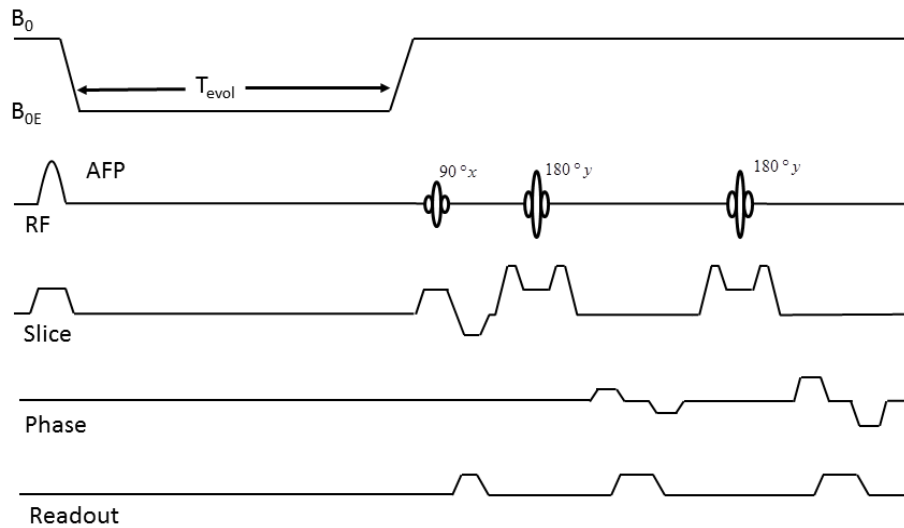 B0
Tevol
B0E
AFP
90°x
180°y
180°y
RF
Slice
Phase
Readout